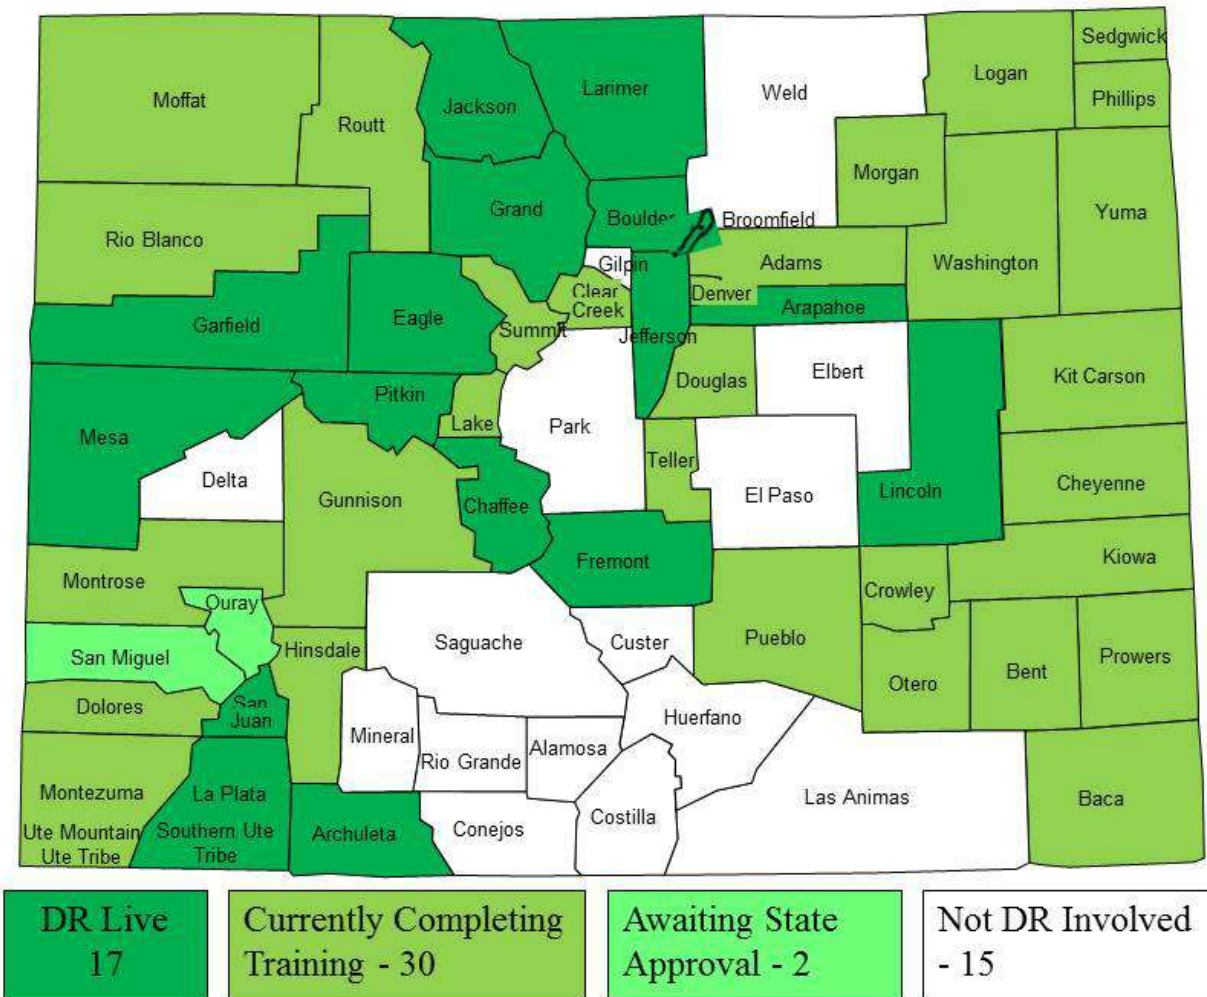 Sedgwick
Logan
Moffat
Larimer
Weld
Phillips
Jackson
Routt
Morgan
Grand
Boulder
Broomfield
Yuma
Rio Blanco
Gilpin
Adams
Washington
Clear
Creek
Denver
Arapahoe
Garfield
Eagle
Summit
Jefferson
Elbert
Kit Carson
Douglas
Pitkin
Mesa
Lake
Park
Teller
Delta
Gunnison
Chaffee
El Paso
Lincoln
Cheyenne
Fremont
Kiowa
Montrose
Crowley
Ouray
Saguache
Custer
Pueblo
San Miguel
Hinsdale
Bent
Prowers
Otero
Dolores
San
Juan
Huerfano
Mineral
Rio Grande
Alamosa
Montezuma
La Plata
Las Animas
Baca
Costilla
Ute Mountain
Ute Tribe
Southern Ute
Tribe
Archuleta
Conejos
DR Live
17
Currently Completing
Training - 30
Awaiting State
Approval - 2
Not DR Involved
- 15